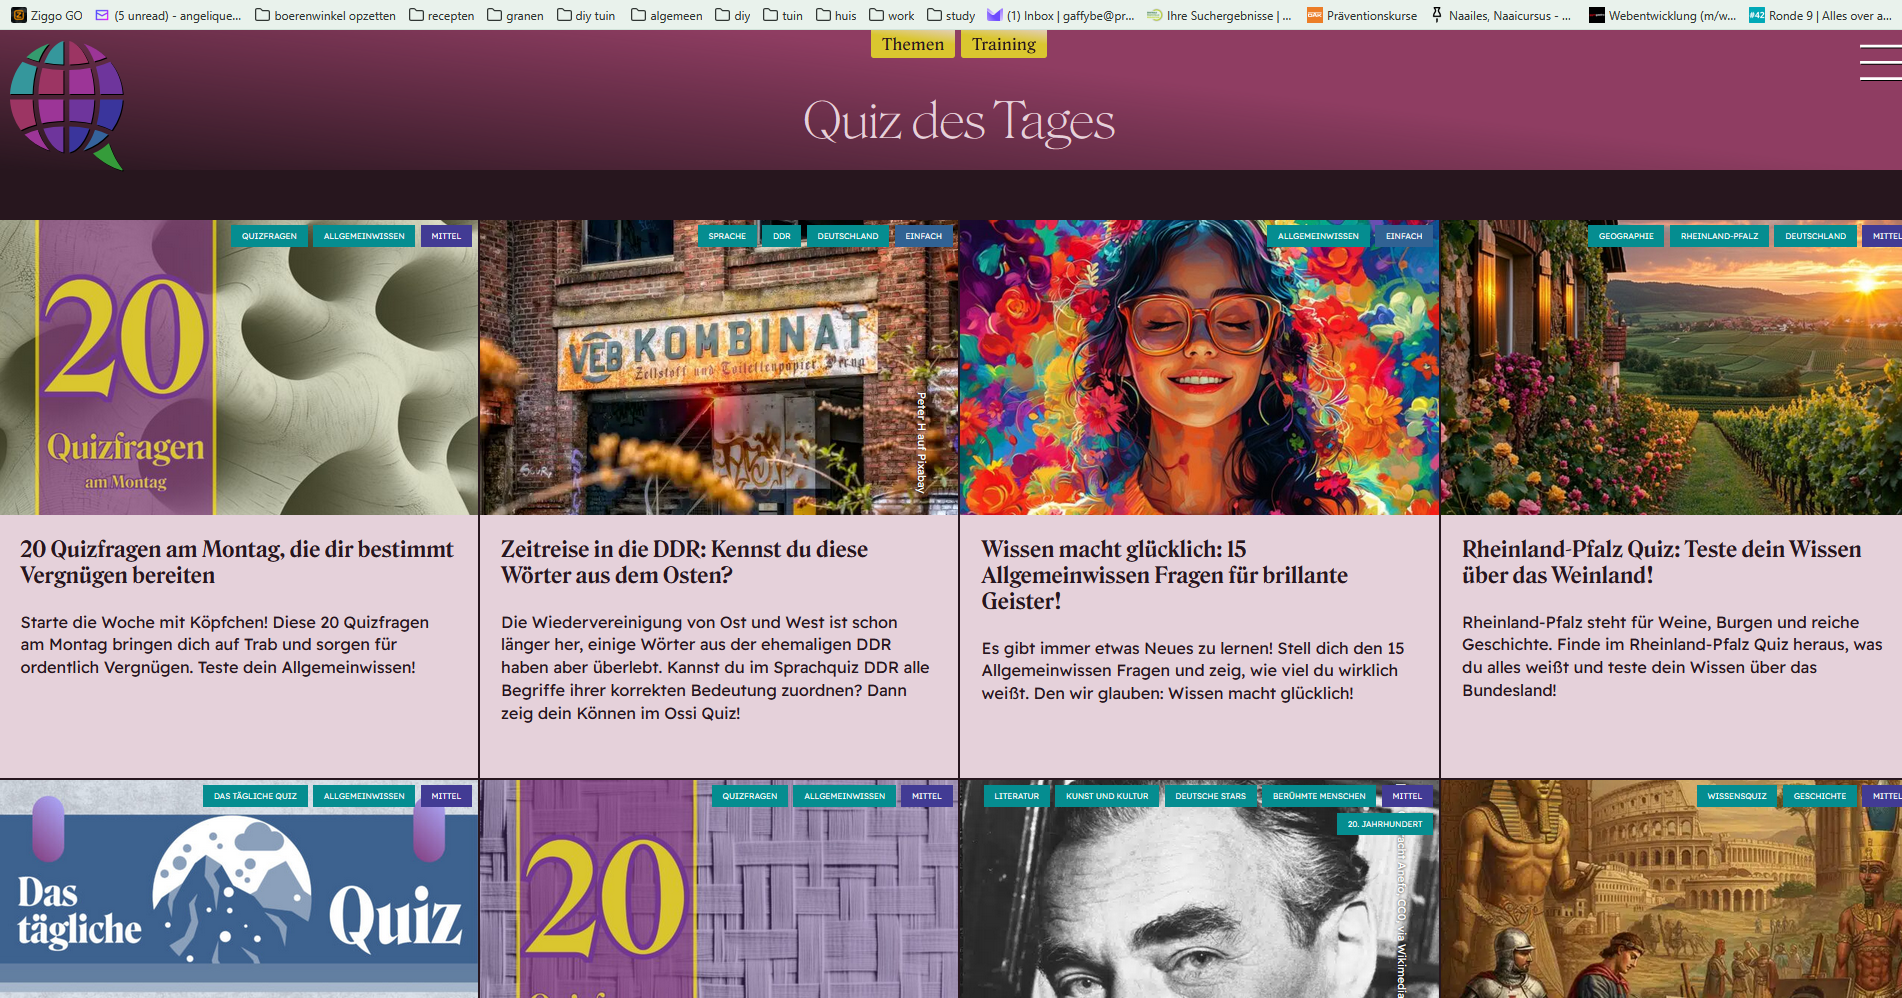 Ziggo GO
(5 unread) - angelique...
boerenwinkel opzetten
recepten
granen
diy tuin
algemeen
diy
tuin
huis
work
study
(1) Inbox | gaffybe@pr...
Ihre Suchergebnisse | ...
Präventionskurse
Naailes, Naaicursus - ...
Webentwicklung (m/w...
#42
Ronde 9 | Alles over a...
Themen
Training
Quiz des Tages
QUIZFRAGEN
ALLGEMEINWISSEN
MITTEL
20
Quizfragen
am Montag
20 Quizfragen am Montag, die dir bestimmt
Vergnügen bereiten
Starte die Woche mit Köpfchen! Diese 20 Quizfragen
am Montag bringen dich auf Trab und sorgen für
ordentlich Vergnügen. Teste dein Allgemeinwissen!
SPRACHE
DDR
DEUTSCHLAND
EINFACH
VEB KOMBINAT
Zellstoff und Toilettenpapier Perna
Peter H auf Pixabay
Zeitreise in die DDR: Kennst du diese
Wörter aus dem Osten?
Die Wiedervereinigung von Ost und West ist schon
länger her, einige Wörter aus der ehemaligen DDR
haben aber überlebt. Kannst du im Sprachquiz DDR alle
Begriffe ihrer korrekten Bedeutung zuordnen? Dann
zeig dein Können im Ossi Quiz!
ALLGEMEINWISSEN
EINFACH
Wissen macht glücklich: 15
Allgemeinwissen Fragen für brillante
Geister!
Es gibt immer etwas Neues zu lernen! Stell dich den 15
Allgemeinwissen Fragen und zeig, wie viel du wirklich
weißt. Den wir glauben: Wissen macht glücklich!
GEOGRAPHIE
RHEINLAND-PFALZ
DEUTSCHLAND
MITTEL
Rheinland-Pfalz Quiz: Teste dein Wissen
über das Weinland!
Rheinland-Pfalz steht für Weine, Burgen und reiche
Geschichte. Finde im Rheinland-Pfalz Quiz heraus, was
du alles weißt und teste dein Wissen über das
Bundesland!
DAS TÄGLICHE QUIZ
ALLGEMEINWISSEN
MITTEL
Das
tägliche
Quiz
QUIZFRAGEN
ALLGEMEINWISSEN
MITTEL
20
LITERATUR
KUNST UND KULTUR
DEUTSCHE STARS
BERÜHMTE MENSCHEN
MITTEL
20. JAHRHUNDERT
CC0, via Wikimedia
WISSENSQUIZ
GESCHICHTE
MITTEL